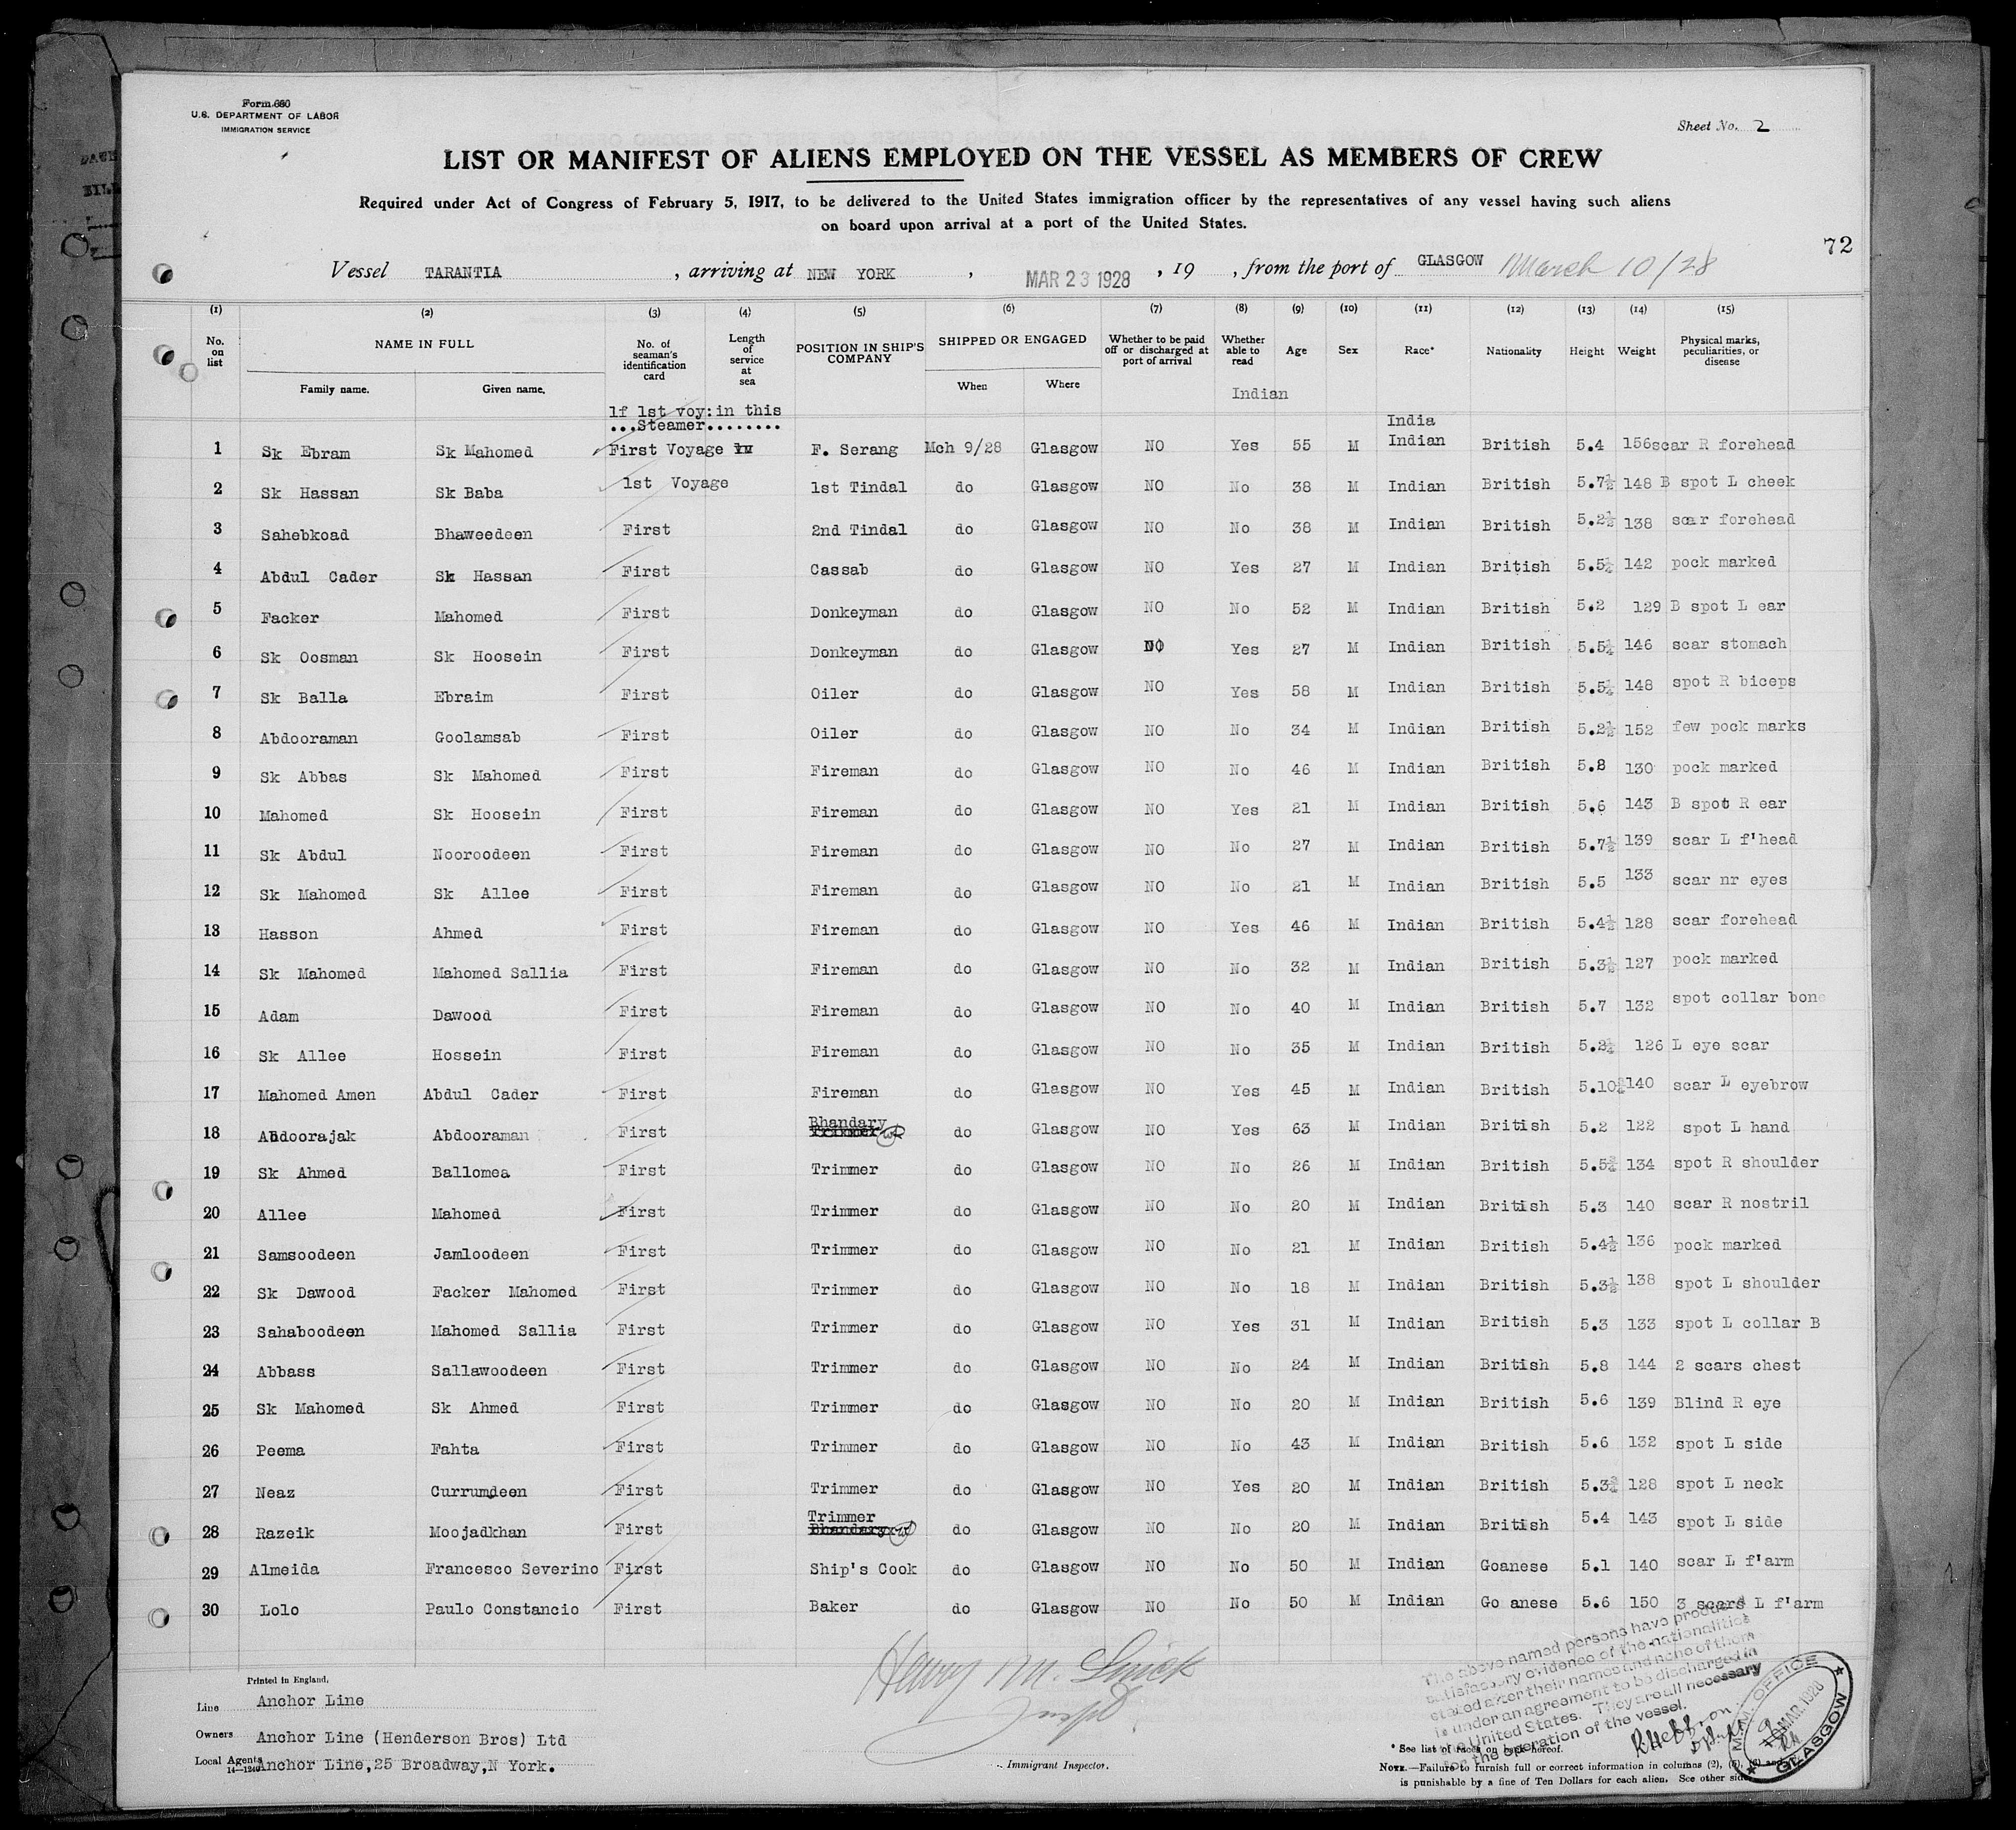 Form 680
U.S. DEPARTMENT OF LABOR
IMMIGRATION SERVICE
Sheet No. 2
LIST OR MANIFEST OF ALIENS EMPLOYED ON THE VESSEL AS MEMBERS OF CREW
Required under Act of Congress of February 5, 1917, to be delivered to the United States immigration officer by the representatives of any vessel having such aliens
on board upon arrival at a port of the United States.
72
Vessel TARANTIA, arriving at NEW YORK, MAR 23 1928, 19 , from the port of GLASGOW March 10/28
(1) (2) (3) (4) (5) (6) (7) (8) (9) (10) (11) (12) (13) (14) (15)
No. on list NAME IN FULL Family name. Given name. No. of seaman's identification card Length of service at sea POSITION IN SHIP'S COMPANY SHIPPED OR ENGAGED When Where Whether to be paid off or discharged at port of arrival Whether able to read Age Sex Race* Nationality Height Weight Physical marks, peculiarities, or disease
Indian
If 1st voy:in this
...Steamer........
India
1 Sk Ebram Sk Mahomed First Voyage F. Serang Mch 9/28 Glasgow NO Yes 55 M Indian British 5.4 156 scar R forehead
2 Sk Hassan Sk Baba 1st Voyage 1st Tindal do Glasgow NO No 38 M Indian British 5.7½ 148 B spot L cheek
3 Sahebkoad Bhaweedeen First 2nd Tindal do Glasgow NO No 38 M Indian British 5.2½ 138 scar forehead
4 Abdul Cader Sk Hassan First Cassab do Glasgow NO Yes 27 M Indian British 5.5 142 pock marked
5 Facker Mahomed First Donkeyman do Glasgow NO No 52 M Indian British 5.2 129 B spot L ear
6 Sk Oosman Sk Hoosein First Donkeyman do Glasgow NO Yes 27 M Indian British 5.5 146 scar stomach
7 Sk Balla Ebraim First Oiler do Glasgow NO Yes 58 M Indian British 5.5 148 spot R biceps
8 Abdooraman Goolamsab First Oiler do Glasgow NO No 34 M Indian British 5.2½ 152 few pock marks
9 Sk Abbas Sk Mahomed First Fireman do Glasgow NO No 46 M Indian British 5.8 130 pock marked
10 Mahomed Sk Hoosein First Fireman do Glasgow NO Yes 21 M Indian British 5.6 143 B spot R ear
11 Sk Abdul Nooroodeen First Fireman do Glasgow NO No 27 M Indian British 5.7½ 139 scar L f'head
12 Sk Mahomed Sk Allee First Fireman do Glasgow NO No 21 M Indian British 5.5 133 scar nr eyes
13 Hasson Ahmed First Fireman do Glasgow NO Yes 46 M Indian British 5.4½ 128 scar forehead
14 Sk Mahomed Mahomed Sallia First Fireman do Glasgow NO No 32 M Indian British 5.3½ 127 pock marked
15 Adam Dawood First Fireman do Glasgow NO No 40 M Indian British 5.7 132 spot collar bone
16 Sk Allee Hossein First Fireman do Glasgow NO No 35 M Indian British 5.2 126 L eye scar
17 Mahomed Amen Abdul Cader First Fireman do Glasgow NO Yes 45 M Indian British 5.10 140 scar L eyebrow
18 Abdoorajak Abdooraman First Bhandary Trimmer do Glasgow NO Yes 63 M Indian British 5.2 122 spot L hand
19 Sk Ahmed Ballomea First Trimmer do Glasgow NO No 26 M Indian British 5.5 134 spot R shoulder
20 Allee Mahomed First Trimmer do Glasgow NO No 20 M Indian British 5.3 140 scar R nostril
21 Samsoodeen Jamloodeen First Trimmer do Glasgow NO No 21 M Indian British 5.4½ 136 pock marked
22 Sk Dawood Facker Mahomed First Trimmer do Glasgow NO No 18 M Indian British 5.3½ 138 spot L shoulder
23 Sahaboodeen Mahomed Sallia First Trimmer do Glasgow NO Yes 31 M Indian British 5.3 133 spot L collar B
24 Abbass Sallawoodeen First Trimmer do Glasgow NO No 24 M Indian British 5.8 144 2 scars chest
25 Sk Mahomed Sk Ahmed First Trimmer do Glasgow NO No 20 M Indian British 5.6 139 Blind R eye
26 Peema Fahta First Trimmer do Glasgow NO No 43 M Indian British 5.6 132 spot L side
27 Neaz Currumdeen First Trimmer do Glasgow NO Yes 20 M Indian British 5.3 128 spot L neck
28 Razeik Moojadkhan First Trimmer Bhandary do Glasgow NO No 20 M Indian British 5.4 143 spot L side
29 Almeida Francesco Severino First Ship's Cook do Glasgow NO No 50 M Indian Goanese 5.1 140 scar L f'arm
30 Lolo Paulo Constancio First Baker do Glasgow NO No 50 M Indian Go anese 5.6 150 3 scars L f'arm
The above named persons have produced
satisfactory evidence of the nationalities
stated after their names and none of them
is under an agreement to be discharged in
the United States. They are all necessary
for the operation of the vessel.
M.M. OFFICE
MAR. 1928
GLASGOW
Printed in England.
Line Anchor Line
Owners Anchor Line (Henderson Bros) Ltd
Local Agents Anchor Line,25 Broadway,N York.
14-1240
Henry M.
Immigrant Inspector.
* See list of races on back hereof.
NOTE.—Failure to furnish full or correct information in columns (2), (5), (6) and
is punishable by a fine of Ten Dollars for each alien. See other side